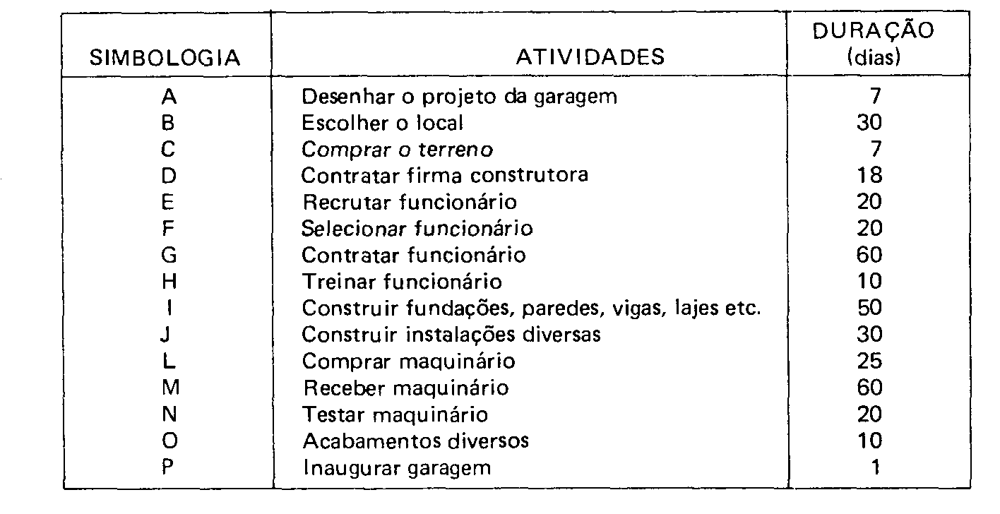 SIMBOLOGIA ATIVIDADES DURAÇÃO (dias)
A Desenhar o projeto da garagem 7
B Escolher o local 30
C Comprar o terreno 7
D Contratar firma construtora 18
E Recrutar funcionário 20
F Selecionar funcionário 20
G Contratar funcionário 60
H Treinar funcionário 10
I Construir fundações, paredes, vigas, lajes etc. 50
J Construir instalações diversas 30
L Comprar maquinário 25
M Receber maquinário 60
N Testar maquinário 20
O Acabamentos diversos 10
P Inaugurar garagem 1